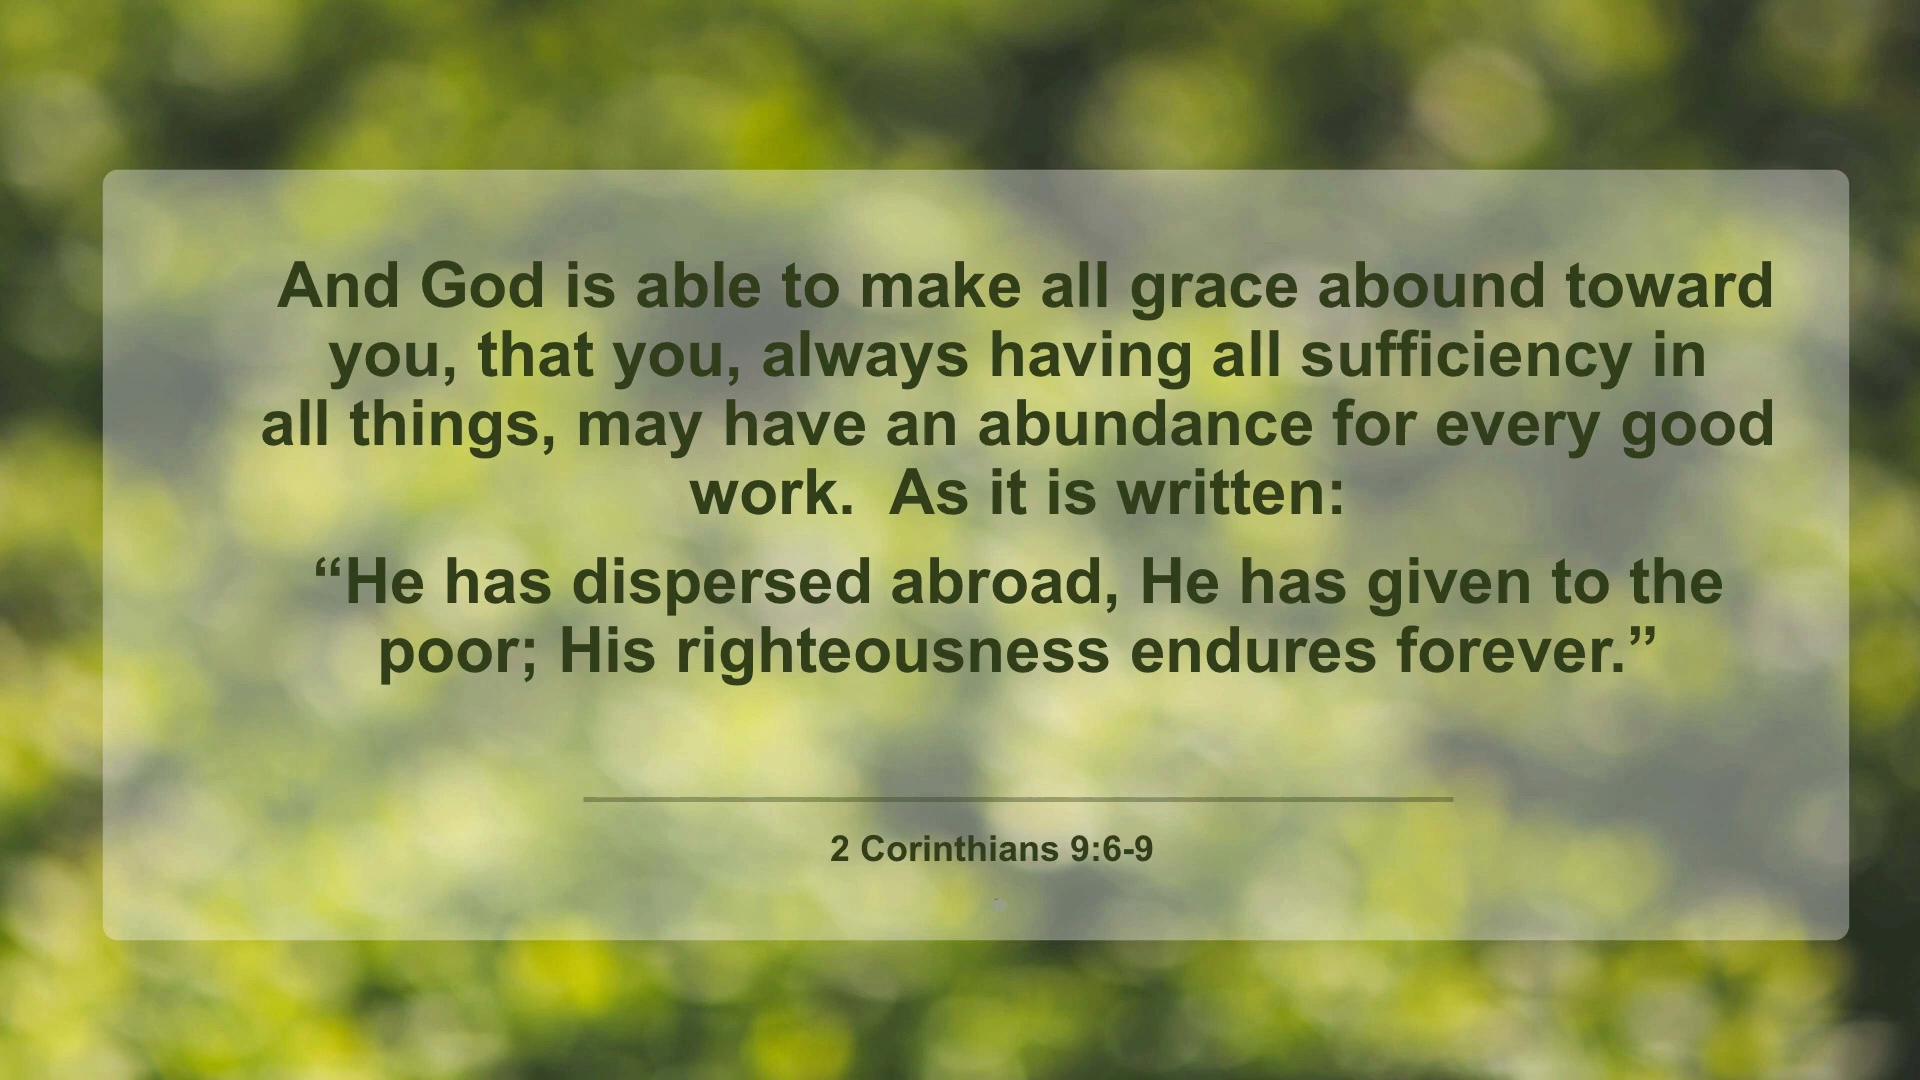 And God is able to make all grace abound toward
you, that you, always having all sufficiency in
all things, may have an abundance for every good
work.  As it is written:
“He has dispersed abroad, He has given to the
poor; His righteousness endures forever.”
2 Corinthians 9:6-9